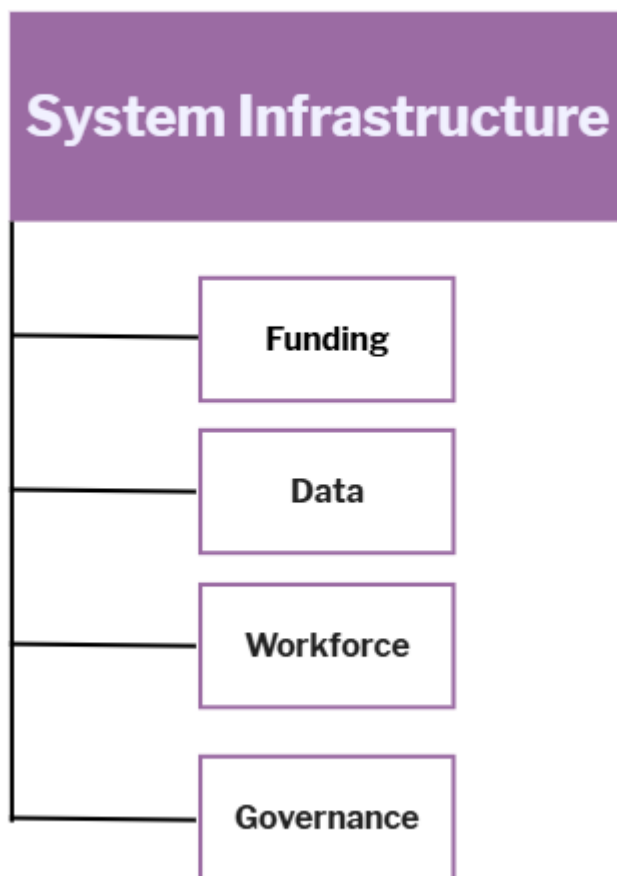 System Infrastructure
Funding
Data
Workforce
Governance